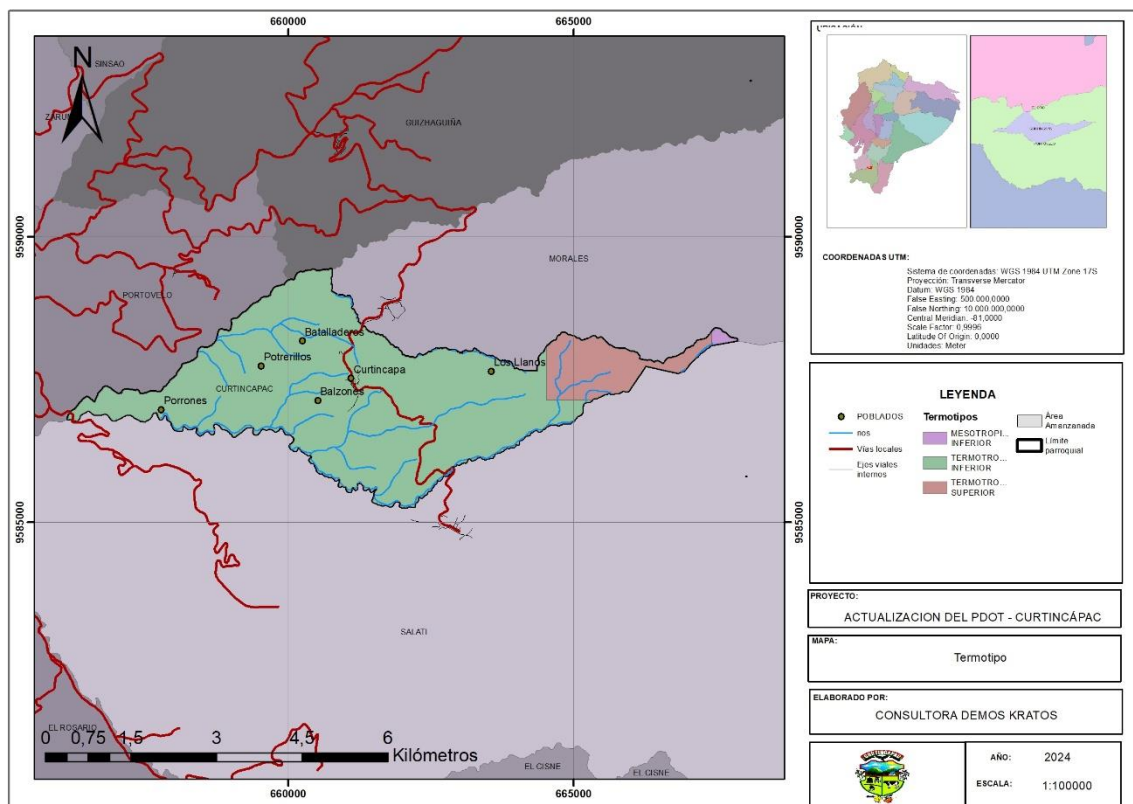 660000
665000
N
SINSAO
GUIZHAGUIÑA
9590000
9590000
MORALES
PORTOVELO
Batalladeros
Potrerillos
Los Llanos
Curtincapa
CURTINCAPAC
Balzones
Porrones
9585000
9585000
SALATI
EL ROSARIO
0 0,75 1,5 3 4,5 6
Kilómetros
EL CISNE
EL CISNE
660000
665000
COORDENADAS UTM:
Sistema de coordenadas: WGS 1984 UTM Zone 17S
Proyección: Transverse Mercator
Datum: WGS 1984
False Easting: 500.000,0000
False Northing: 10.000.000,0000
Central Meridian: -81,0000
Scale Factor: 0,9996
Latitude Of Origin: 0,0000
Unidades: Meter
LEYENDA
POBLADOS
rios
Vías locales
Ejes viales
internos
Termotipos
MESOTROPI...
INFERIOR
TERMOTRO...
INFERIOR
TERMOTRO...
SUPERIOR
Área
Amanzanada
Límite
parroquial
PROYECTO:
ACTUALIZACION DEL PDOT - CURTINCÁPAC
MAPA:
Termotipo
ELABORADO POR:
CONSULTORA DEMOS KRATOS
AÑO: 2024
ESCALA: 1:100000